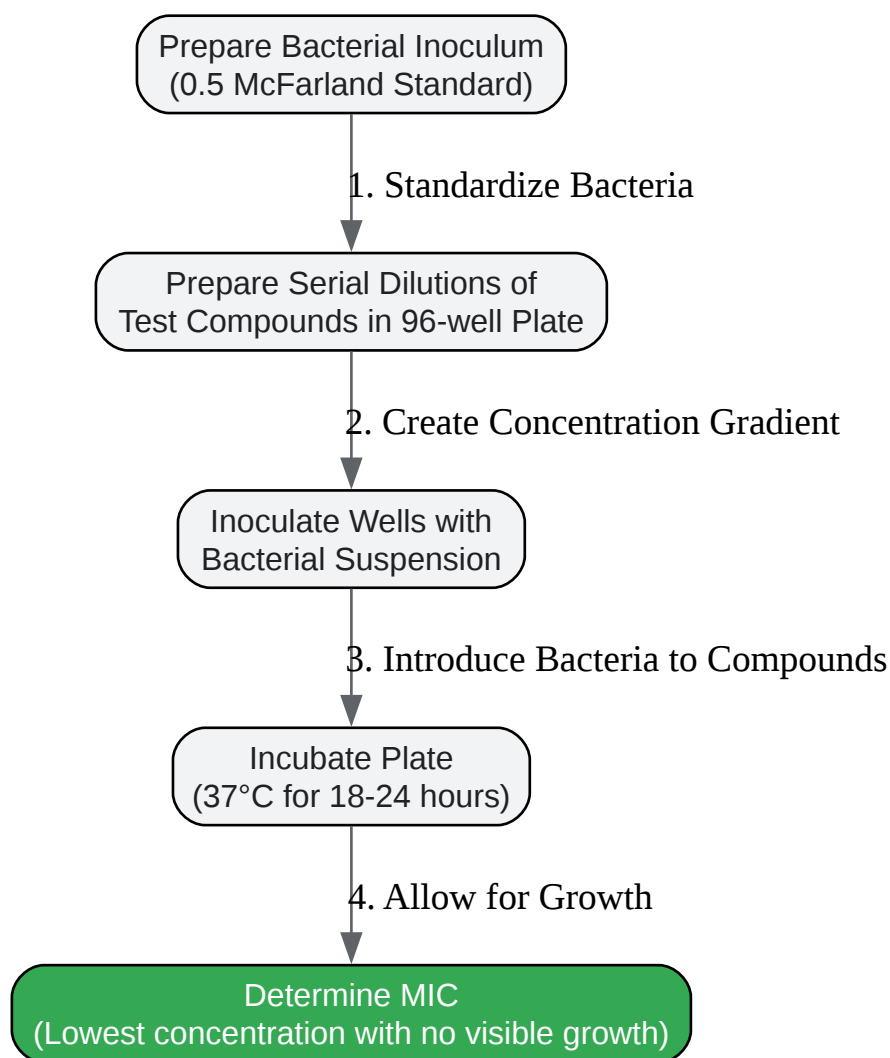 Prepare Bacterial Inoculum
(0.5 McFarland Standard)
1. Standardize Bacteria
Prepare Serial Dilutions of
Test Compounds in 96-well Plate
2. Create Concentration Gradient
Inoculate Wells with
Bacterial Suspension
3. Introduce Bacteria to Compounds
Incubate Plate
(37°C for 18-24 hours)
4. Allow for Growth
Determine MIC
(Lowest concentration with no visible growth)